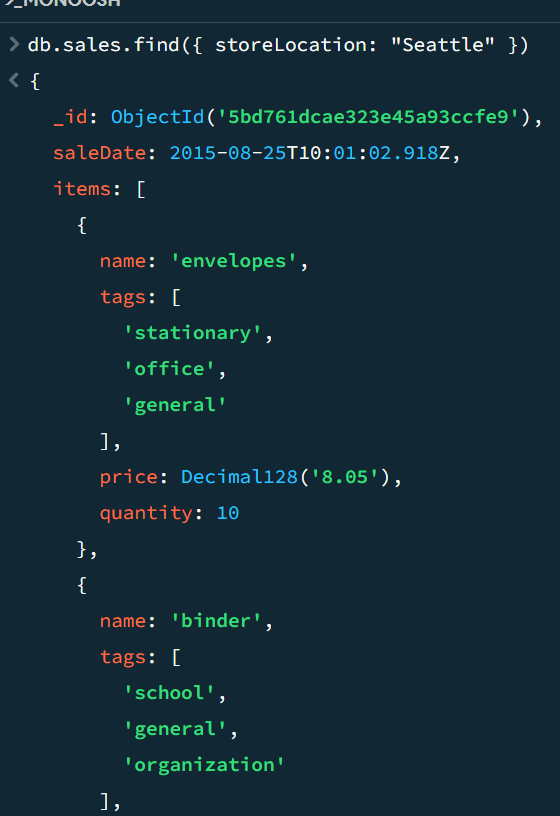 >_MONGOSH
> db.sales.find({ storeLocation: "Seattle" })
< {
_id: ObjectId('5bd761dcae323e45a93ccfe9'),
saleDate: 2015-08-25T10:01:02.918Z,
items: [
{
name: 'envelopes',
tags: [
'stationary',
'office',
'general'
],
price: Decimal128('8.05'),
quantity: 10
},
{
name: 'binder',
tags: [
'school',
'general',
'organization'
],